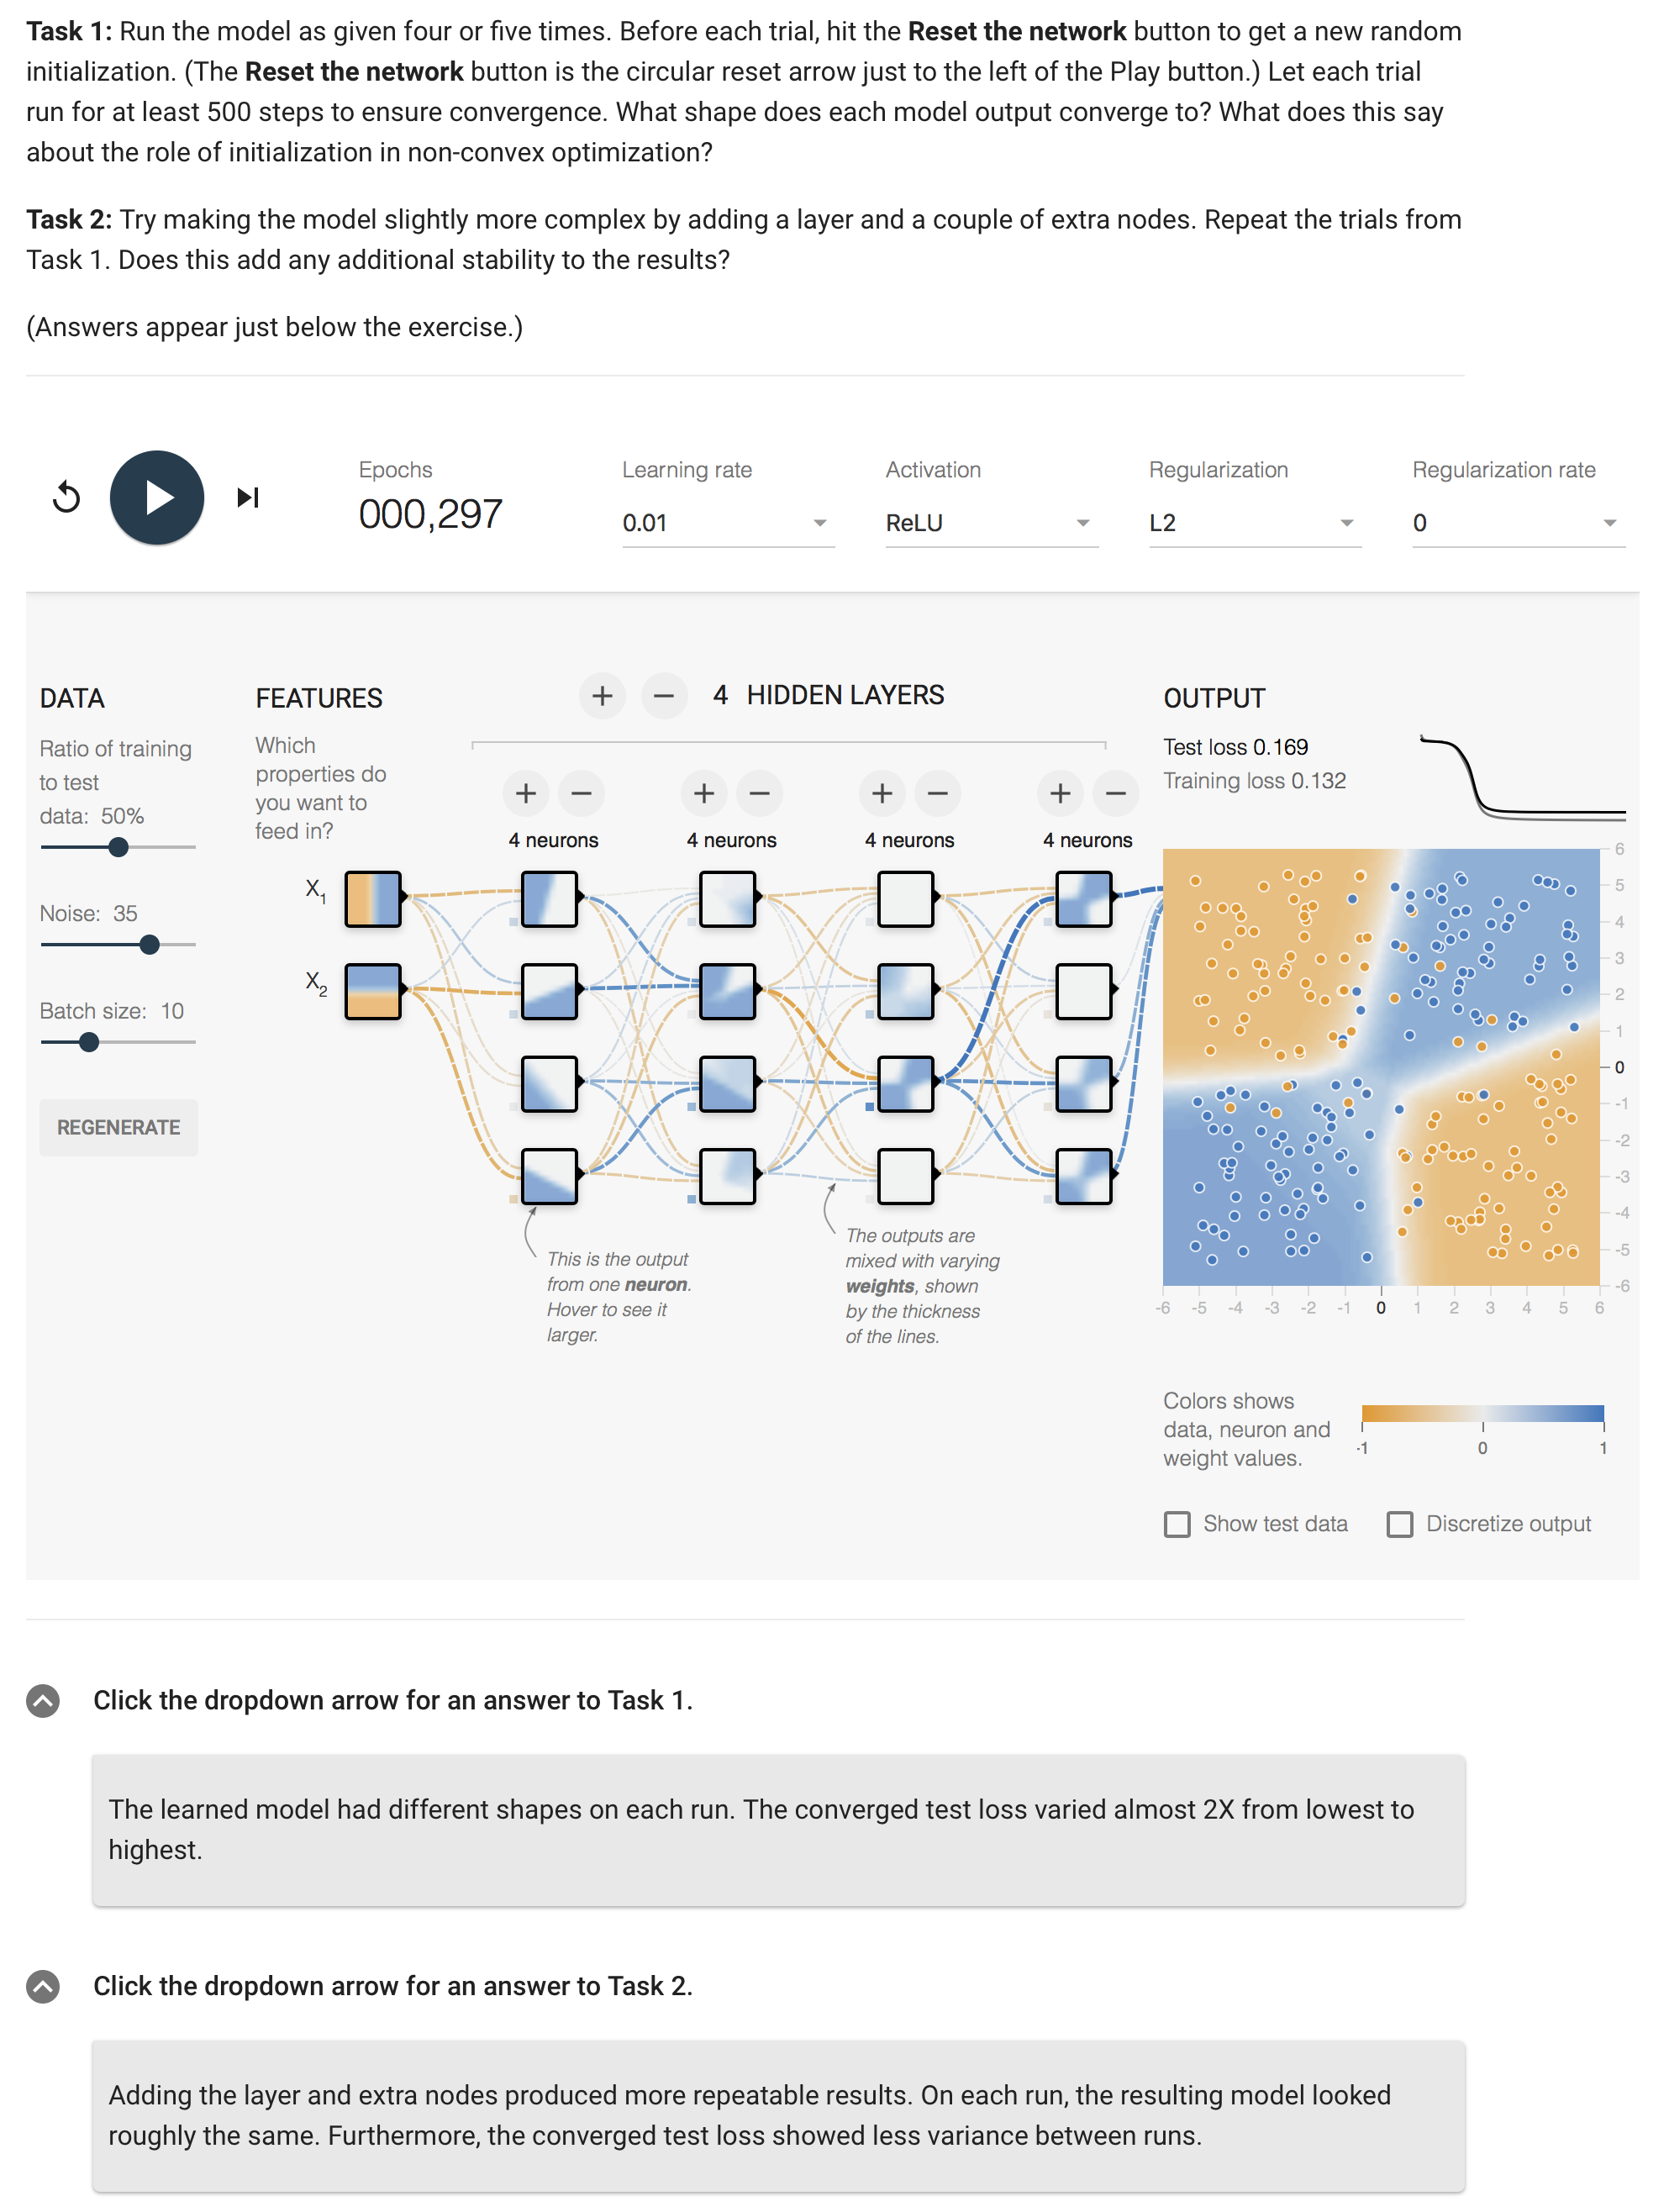 Task 1: Run the model as given four or five times. Before each trial, hit the Reset the network button to get a new random
initialization. (The Reset the network button is the circular reset arrow just to the left of the Play button.) Let each trial
run for at least 500 steps to ensure convergence. What shape does each model output converge to? What does this say
about the role of initialization in non-convex optimization?
Task 2: Try making the model slightly more complex by adding a layer and a couple of extra nodes. Repeat the trials from
Task 1. Does this add any additional stability to the results?
(Answers appear just below the exercise.)
Epochs
000,297
Learning rate
0.01
Activation
ReLU
Regularization
L2
Regularization rate
0
DATA
Ratio of training
to test
data: 50%
Noise: 35
Batch size: 10
REGENERATE
FEATURES
Which
properties do
you want to
feed in?
X1
X2
+ − 4 HIDDEN LAYERS
+ − + − + − + −
4 neurons 4 neurons 4 neurons 4 neurons
This is the output
from one neuron.
Hover to see it
larger.
The outputs are
mixed with varying
weights, shown
by the thickness
of the lines.
OUTPUT
Test loss 0.169
Training loss 0.132
6
5
4
3
2
1
0
-1
-2
-3
-4
-5
-6
-6 -5 -4 -3 -2 -1 0 1 2 3 4 5 6
Colors shows
data, neuron and
weight values.
-1 0 1
Show test data Discretize output
Click the dropdown arrow for an answer to Task 1.
The learned model had different shapes on each run. The converged test loss varied almost 2X from lowest to
highest.
Click the dropdown arrow for an answer to Task 2.
Adding the layer and extra nodes produced more repeatable results. On each run, the resulting model looked
roughly the same. Furthermore, the converged test loss showed less variance between runs.